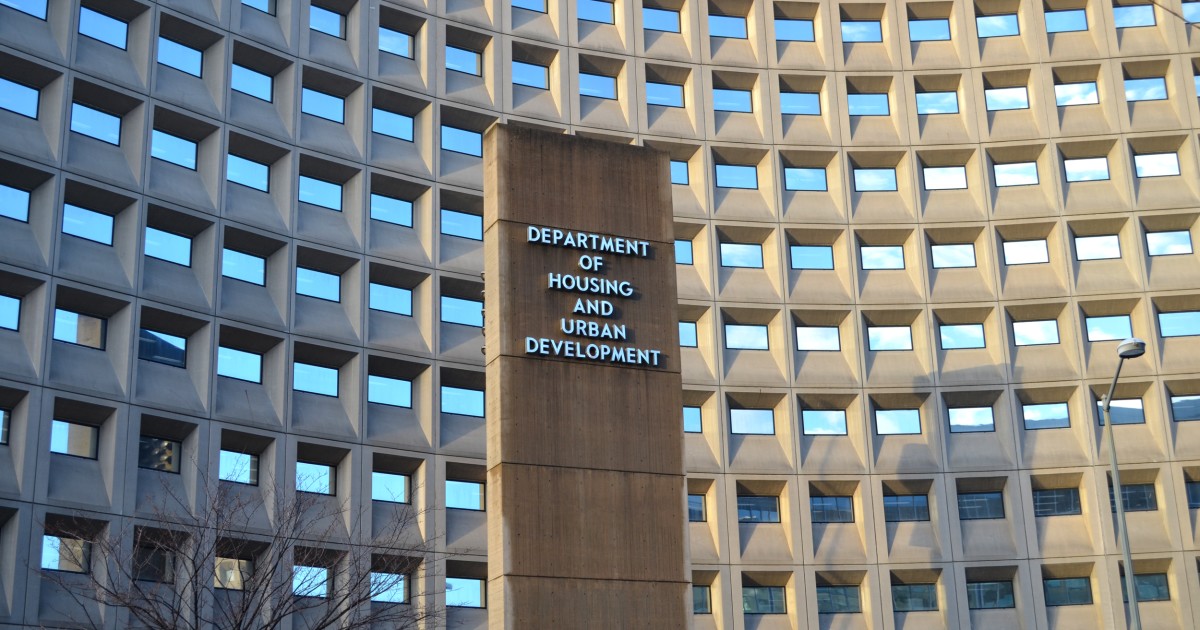 DEPARTMENT
OF
HOUSING
AND
URBAN
DEVELOPMENT